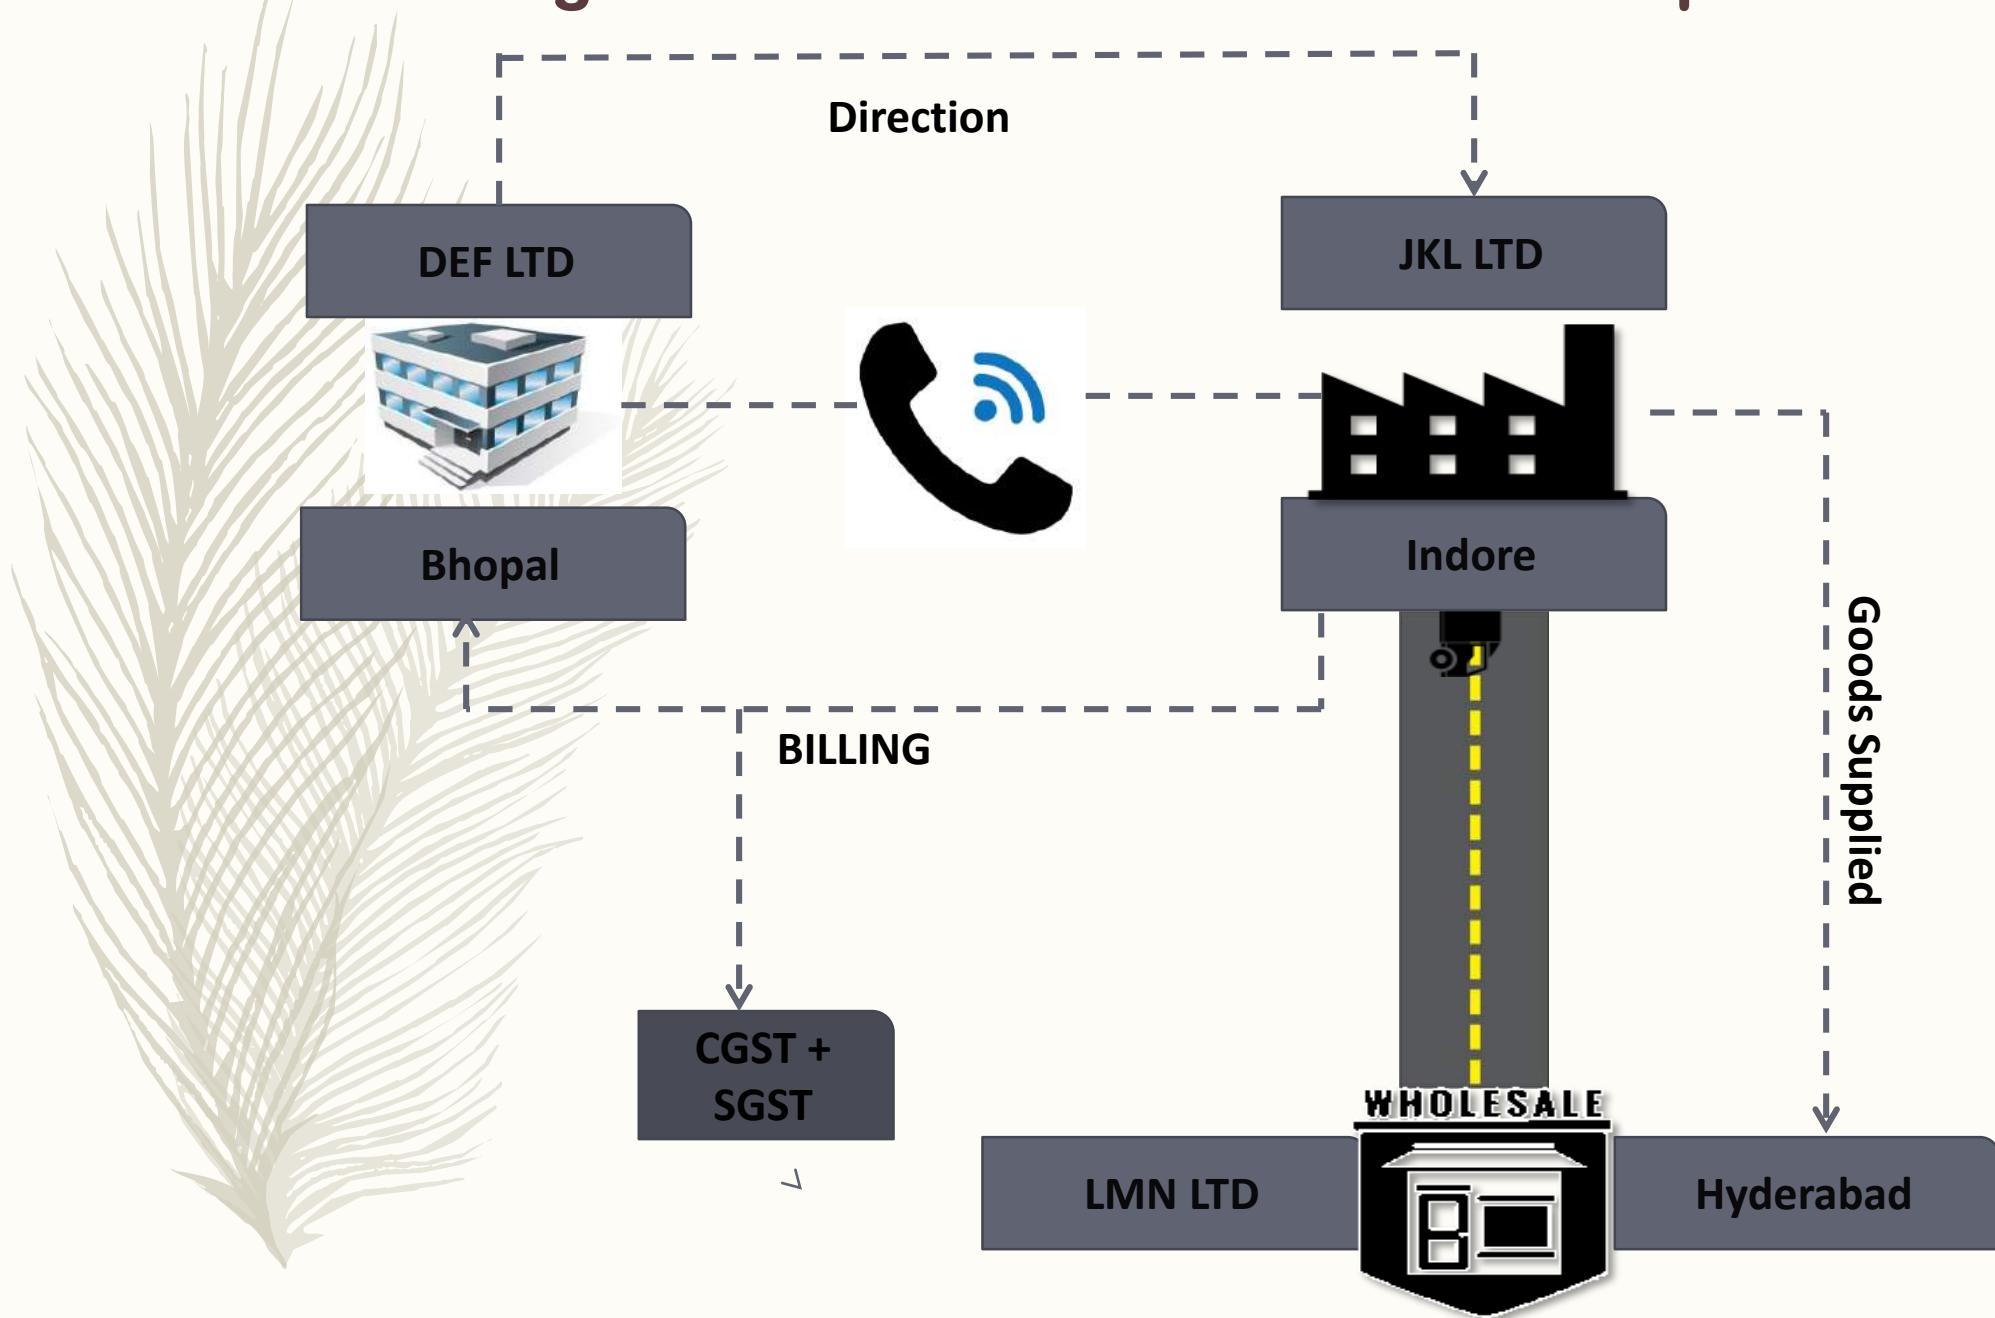 Direction
DEF LTD
JKL LTD
Bhopal
Indore
Goods Supplied
BILLING
CGST +
SGST
WHOLESALE
LMN LTD
Hyderabad